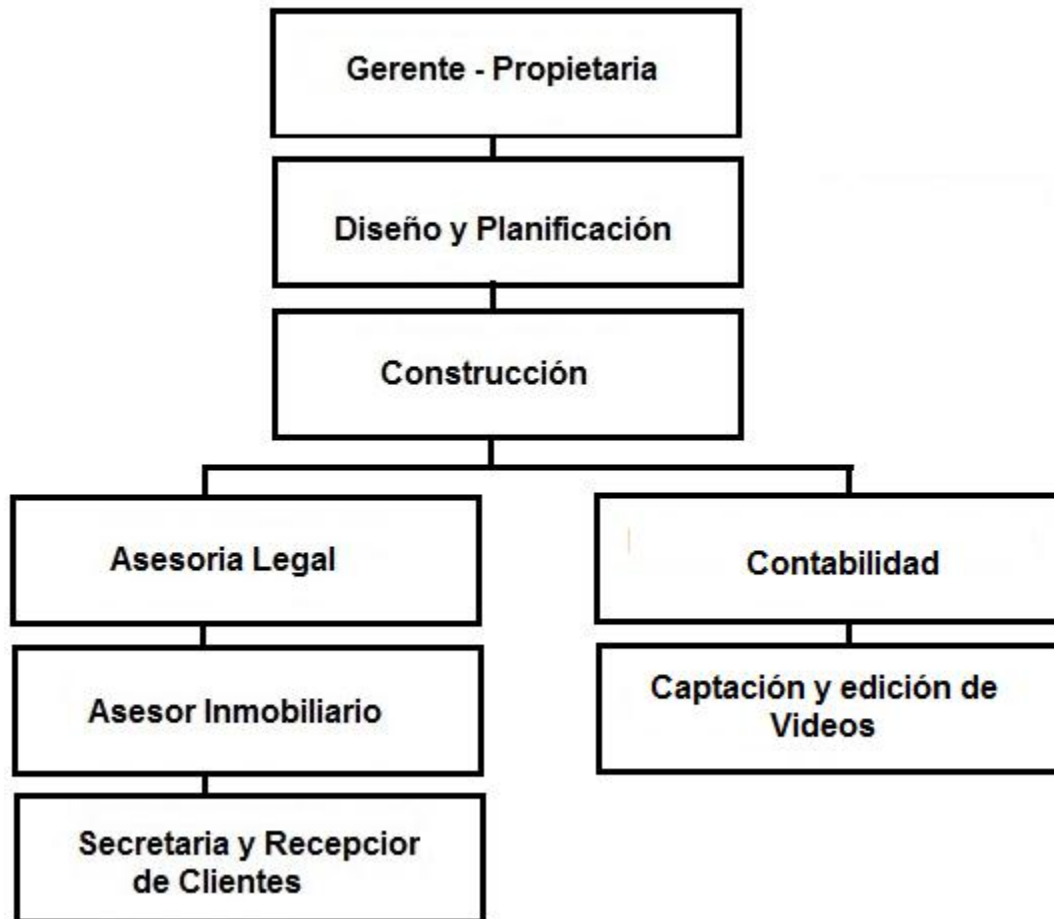 Gerente - Propietaria
Diseño y Planificación
Construcción
Asesoria Legal
Contabilidad
Asesor Inmobiliario
Captación y edición de
Videos
Secretaria y Recepcior
de Clientes